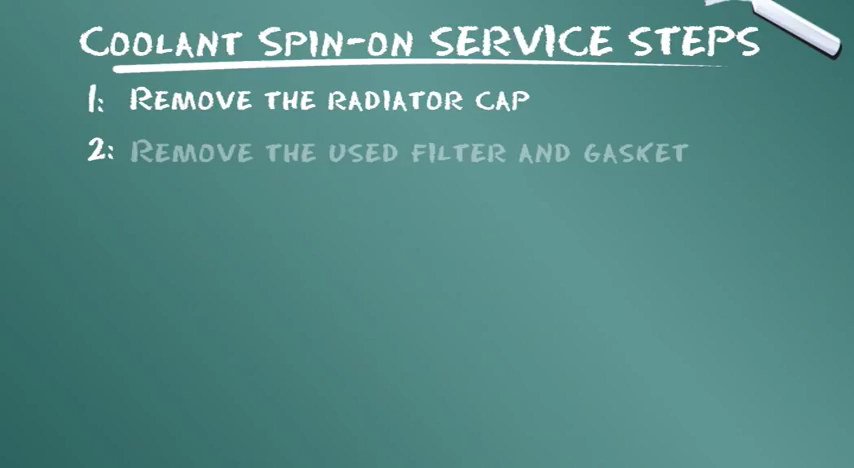 Coolant Spin-on SERVICE STEPS
1: Remove the radiator cap
2: Remove the used filter and gasket